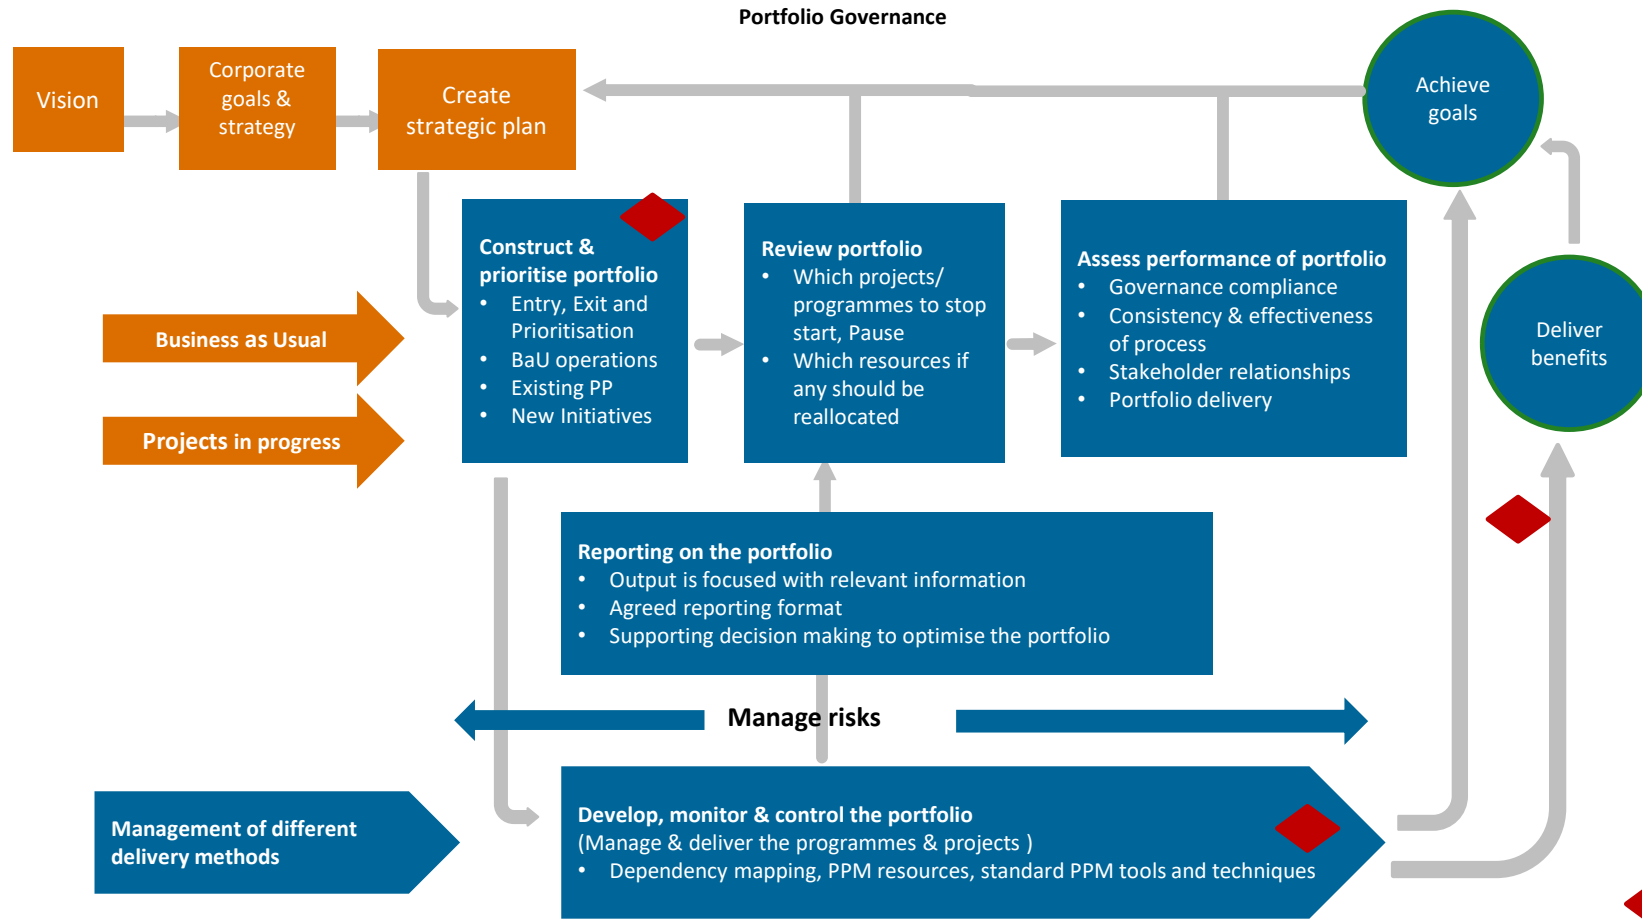 Portfolio Governance
Vision
Corporate
goals &
strategy
Create
strategic plan
Achieve
goals
Construct &
prioritise portfolio
• Entry, Exit and
Prioritisation
• BaU operations
• Existing PP
• New Initiatives
Review portfolio
• Which projects/
programmes to stop
start, Pause
• Which resources if
any should be
reallocated
Assess performance of portfolio
• Governance compliance
• Consistency & effectiveness
of process
• Stakeholder relationships
• Portfolio delivery
Deliver
benefits
Business as Usual
Projects in progress
Reporting on the portfolio
• Output is focused with relevant information
• Agreed reporting format
• Supporting decision making to optimise the portfolio
Manage risks
Management of different
delivery methods
Develop, monitor & control the portfolio
(Manage & deliver the programmes & projects )
• Dependency mapping, PPM resources, standard PPM tools and techniques